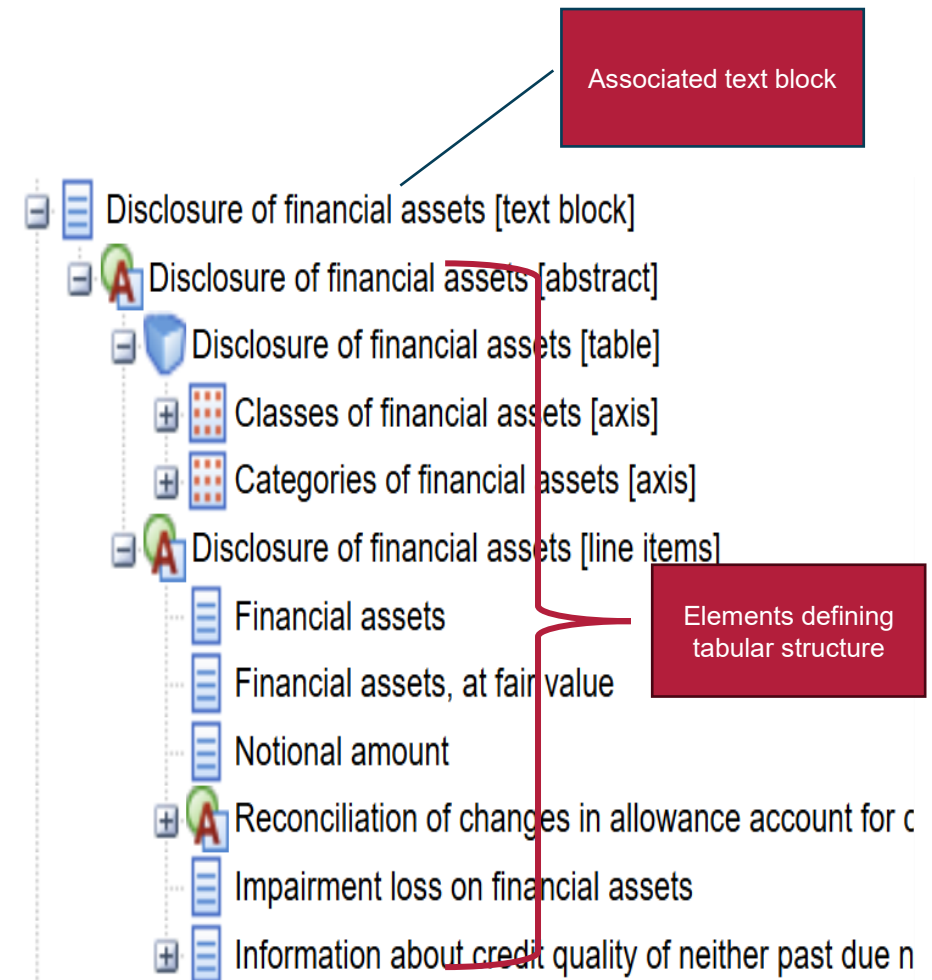 Associated text block
Disclosure of financial assets [text block]
Disclosure of financial assets [abstract]
Disclosure of financial assets [table]
Classes of financial assets [axis]
Categories of financial assets [axis]
Disclosure of financial assets [line items]
Elements defining
tabular structure
Financial assets
Financial assets, at fair value
Notional amount
Reconciliation of changes in allowance account for c
Impairment loss on financial assets
Information about credit quality of neither past due n